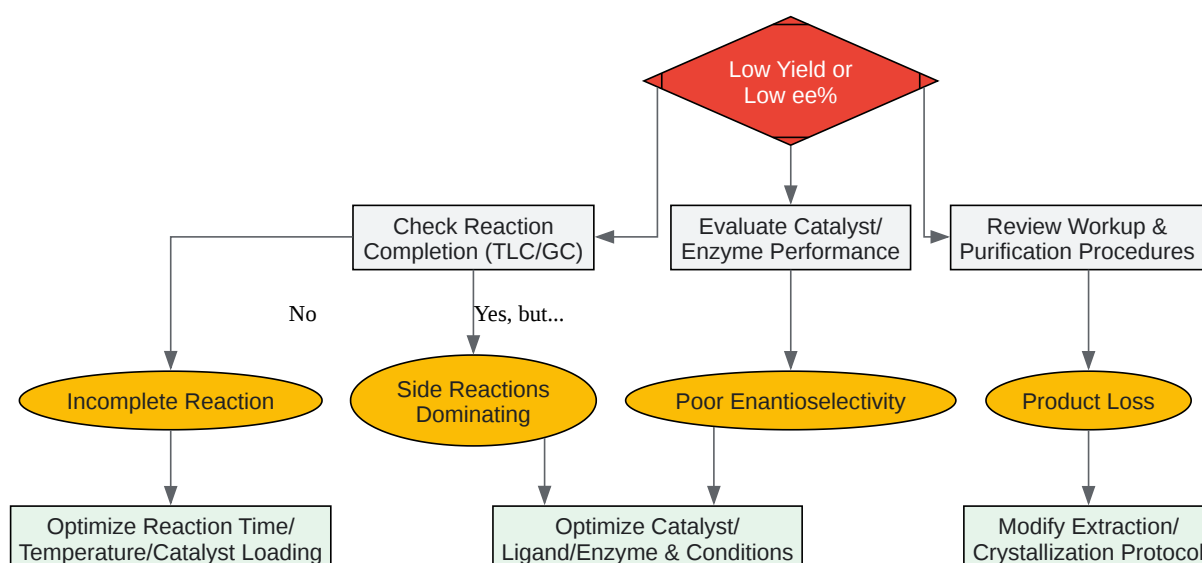 Low Yield or
Low ee%
Check Reaction
Completion (TLC/GC)
Evaluate Catalyst/
Enzyme Performance
Review Workup &
Purification Procedures
No
Yes, but...
Incomplete Reaction
Side Reactions
Dominating
Poor Enantioselectivity
Product Loss
Optimize Reaction Time/
Temperature/Catalyst Loading
Optimize Catalyst/
Ligand/Enzyme & Conditions
Modify Extraction/
Crystallization Protocol